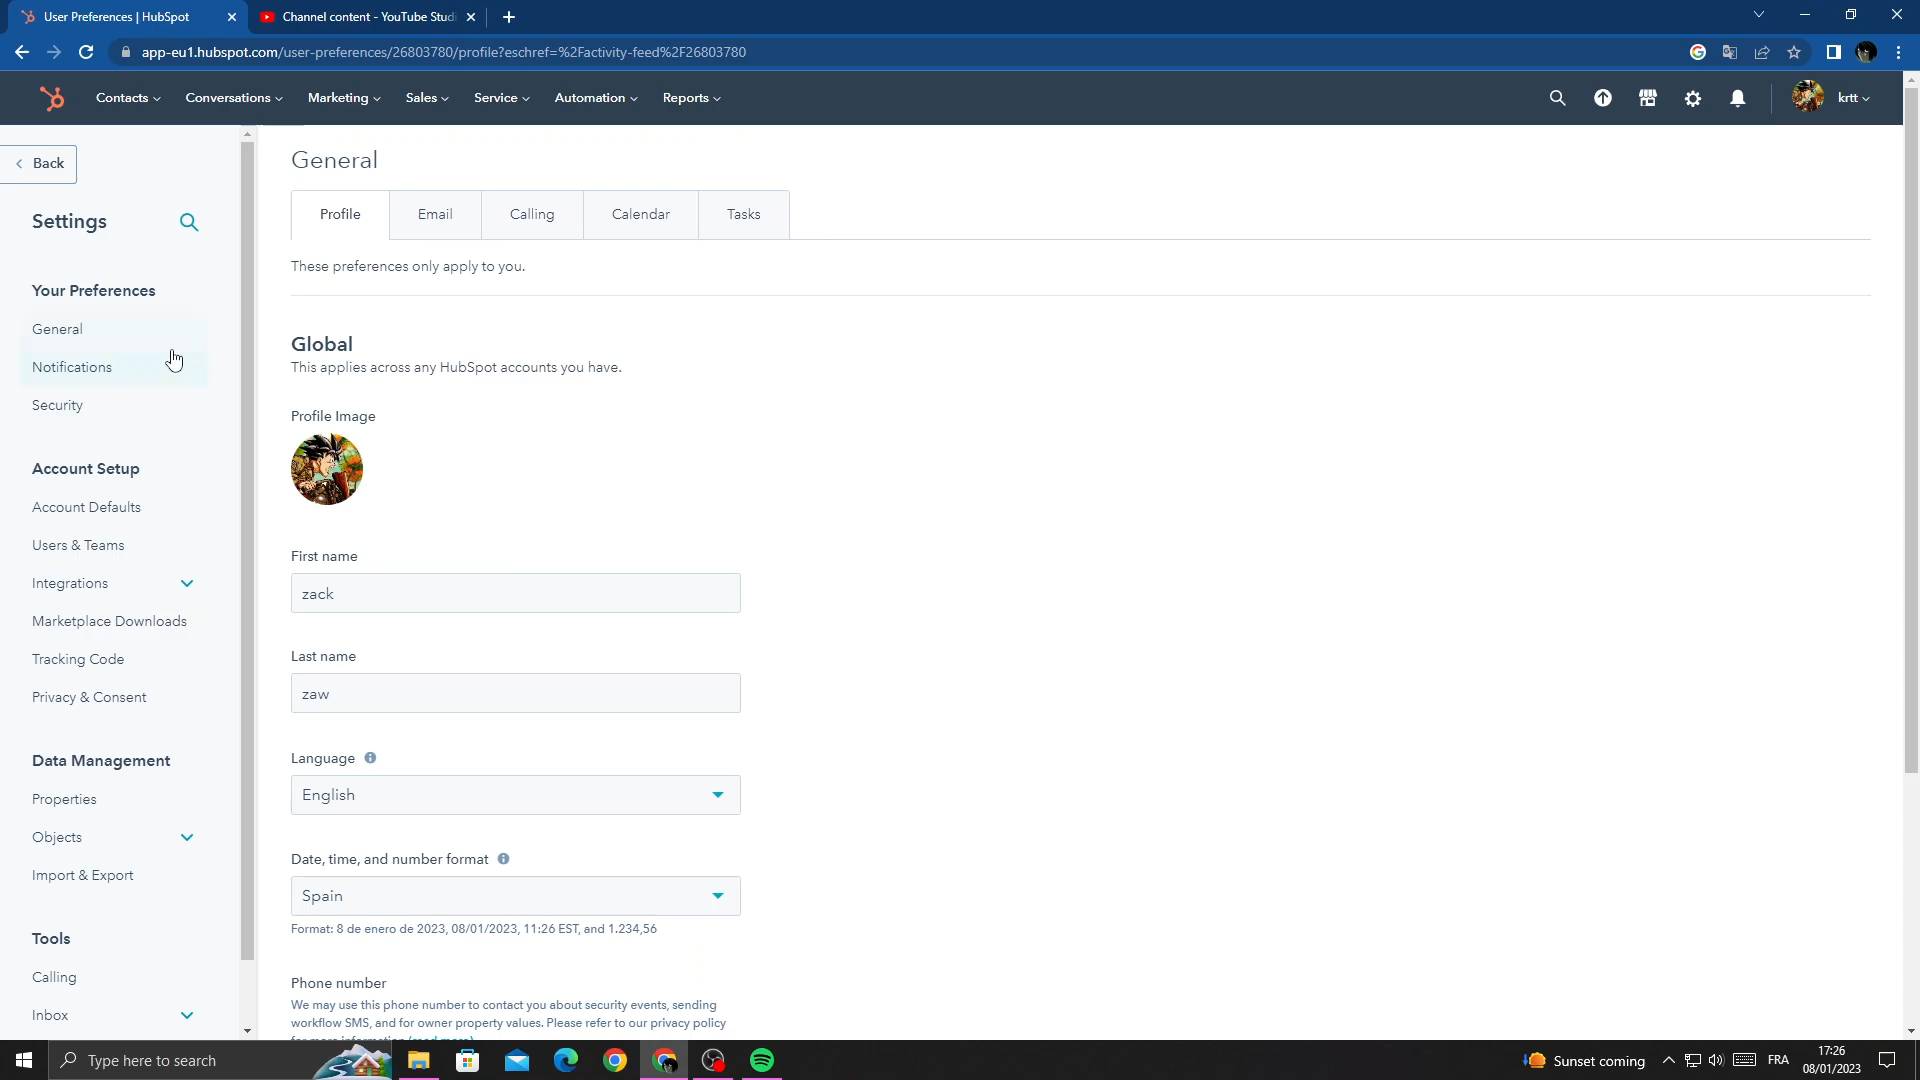 User Preferences | HubSpot
Channel content - YouTube Studi
app-eu1.hubspot.com/user-preferences/26803780/profile?eschref=%2Factivity-feed%2F26803780
Contacts
Conversations
Marketing
Sales
Service
Automation
Reports
krtt
Back
Settings
Your Preferences
General
Notifications
Security
Account Setup
Account Defaults
Users & Teams
Integrations
Marketplace Downloads
Tracking Code
Privacy & Consent
Data Management
Properties
Objects
Import & Export
Tools
Calling
Inbox
General
Profile
Email
Calling
Calendar
Tasks
These preferences only apply to you.
Global
This applies across any HubSpot accounts you have.
Profile Image
First name
zack
Last name
zaw
Language
English
Date, time, and number format
Spain
Format: 8 de enero de 2023, 08/01/2023, 11:26 EST, and 1.234,56
Phone number
We may use this phone number to contact you about security events, sending
workflow SMS, and for owner property values. Please refer to our privacy policy
for more information (read more)
Type here to search
Sunset coming
FRA
17:26
08/01/2023